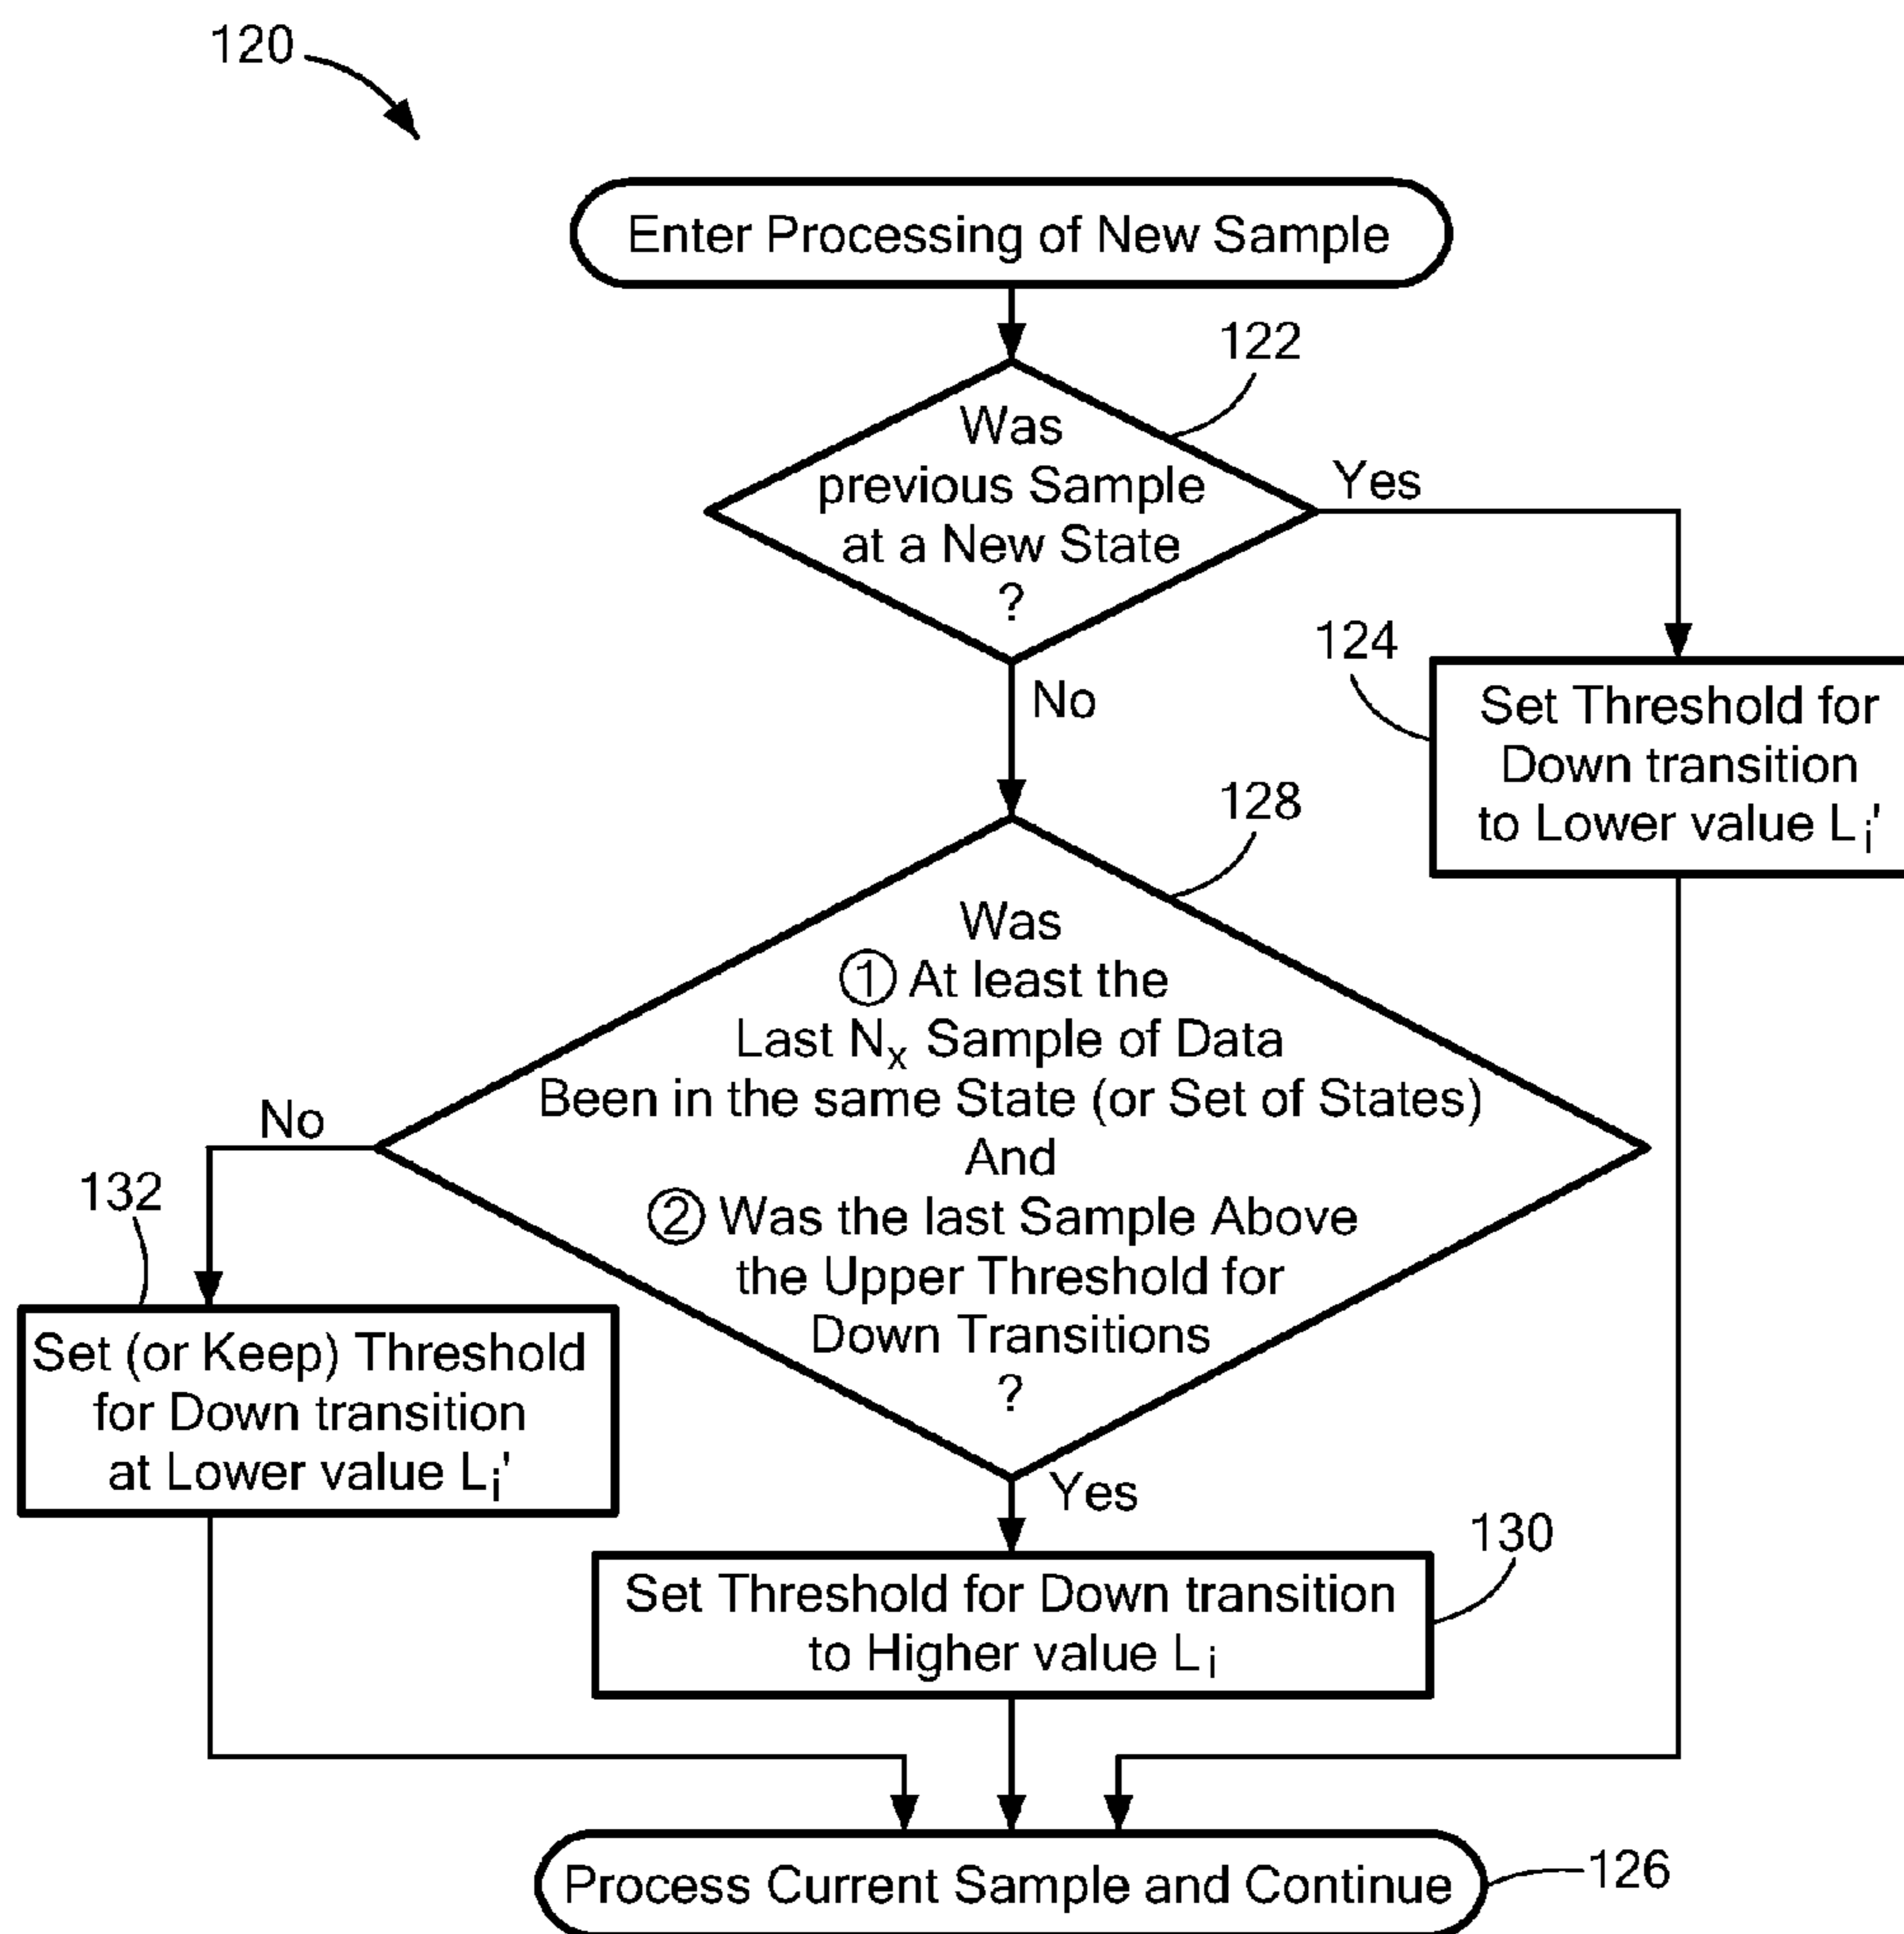 120
Enter Processing of New Sample
122
Was
previous Sample
at a New State
?
Yes
No
124
Set Threshold for
Down transition
to Lower value Li'
128
Was
① At least the
Last Nx Sample of Data
Been in the same State (or Set of States)
And
② Was the last Sample Above
the Upper Threshold for
Down Transitions
?
No
132
Set (or Keep) Threshold
for Down transition
at Lower value Li'
Yes
130
Set Threshold for Down transition
to Higher value Li
Process Current Sample and Continue
126